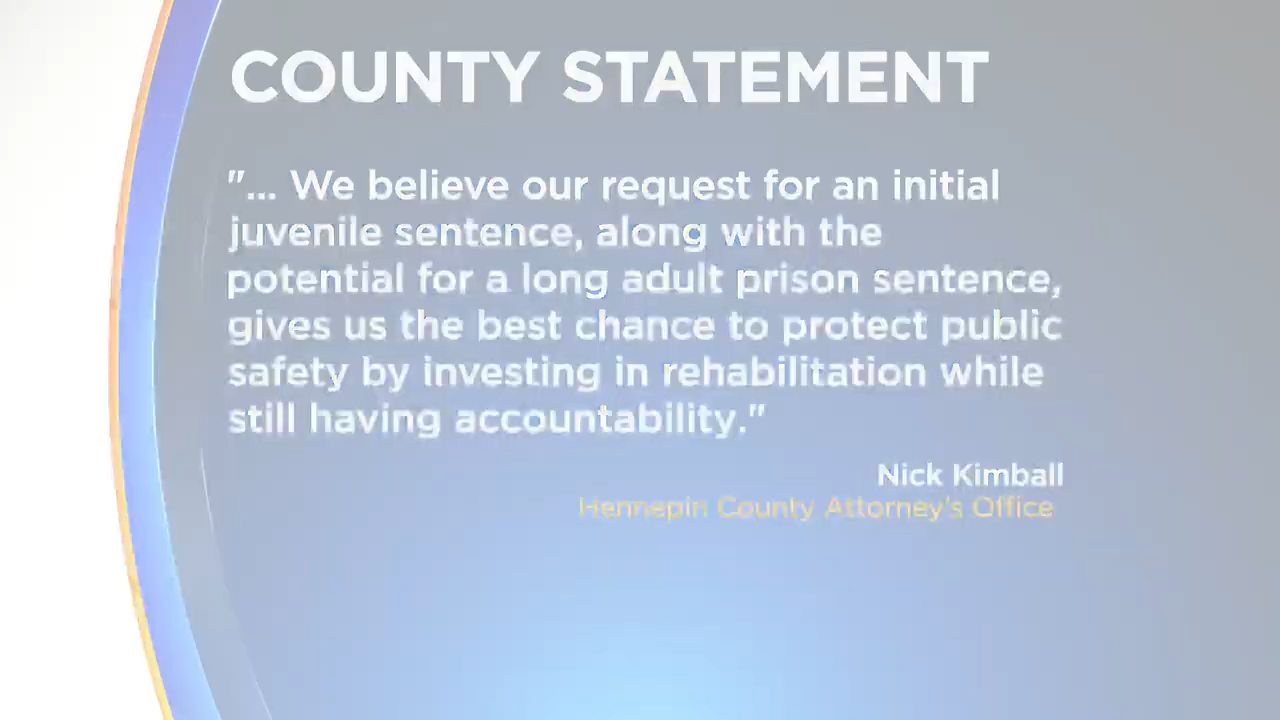 COUNTY STATEMENT
"... We believe our request for an initial
juvenile sentence, along with the
potential for a long adult prison sentence,
gives us the best chance to protect public
safety by investing in rehabilitation while
still having accountability."
Nick Kimball
Hennepin County Attorney's Office